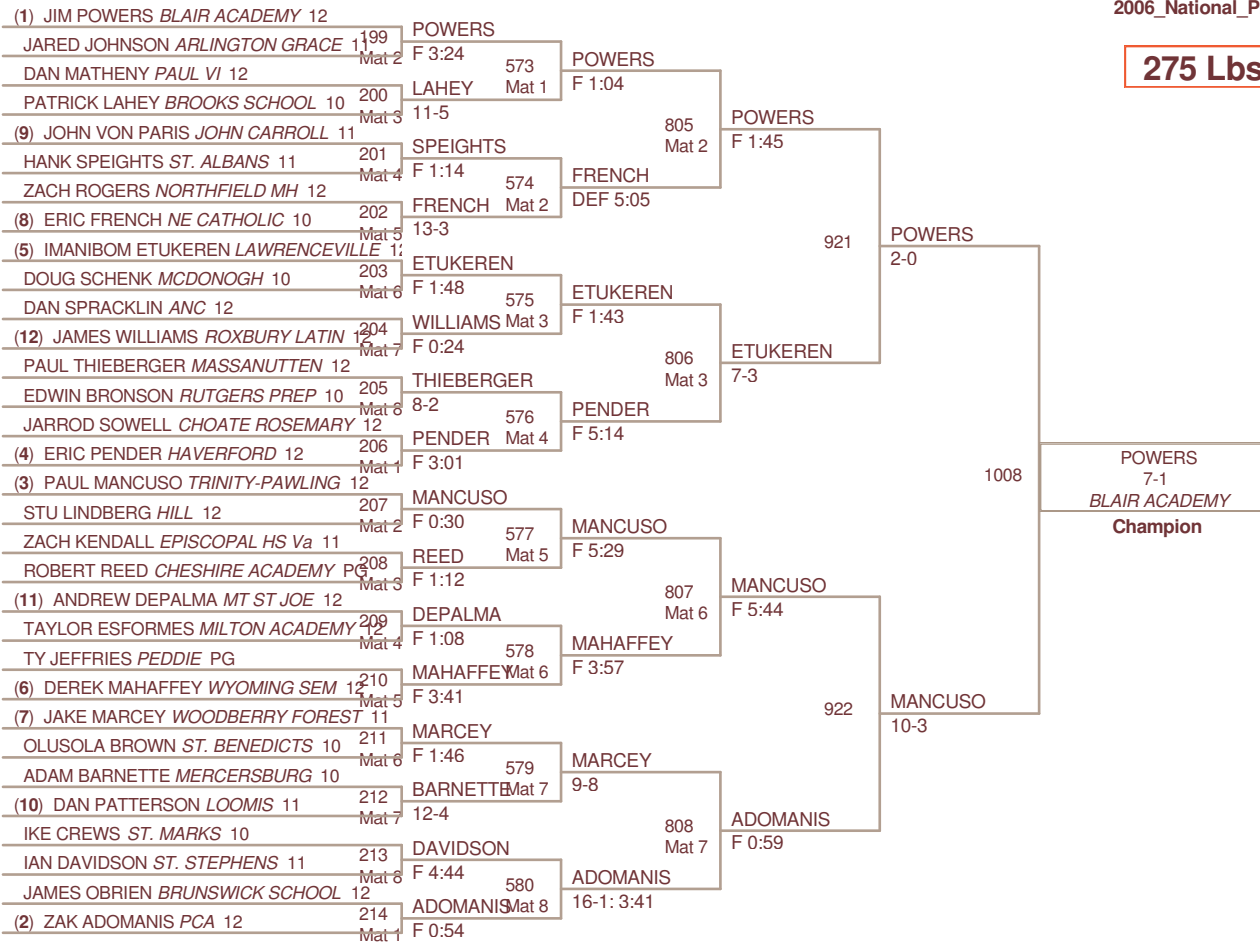 2006_National_P
275 Lbs
(1) JIM POWERS BLAIR ACADEMY 12
JARED JOHNSON ARLINGTON GRACE 11
199
Mat 2
DAN MATHENY PAUL VI 12
PATRICK LAHEY BROOKS SCHOOL 10
200
Mat 3
(9) JOHN VON PARIS JOHN CARROLL 11
HANK SPEIGHTS ST. ALBANS 11
201
Mat 4
ZACH ROGERS NORTHFIELD MH 12
(8) ERIC FRENCH NE CATHOLIC 10
202
Mat 5
(5) IMANIBOM ETUKEREN LAWRENCEVILLE 12
DOUG SCHENK MCDONOGH 10
203
Mat 6
DAN SPRACKLIN ANC 12
(12) JAMES WILLIAMS ROXBURY LATIN 12
204
Mat 7
PAUL THIEBERGER MASSANUTTEN 12
EDWIN BRONSON RUTGERS PREP 10
205
Mat 8
JARROD SOWELL CHOATE ROSEMARY 12
(4) ERIC PENDER HAVERFORD 12
206
Mat 1
(3) PAUL MANCUSO TRINITY-PAWLING 12
STU LINDBERG HILL 12
207
Mat 2
ZACH KENDALL EPISCOPAL HS Va 11
ROBERT REED CHESHIRE ACADEMY PG
208
Mat 3
(11) ANDREW DEPALMA MT ST JOE 12
TAYLOR ESFORMES MILTON ACADEMY 12
209
Mat 4
TY JEFFRIES PEDDIE PG
(6) DEREK MAHAFFEY WYOMING SEM 12
210
Mat 5
(7) JAKE MARCEY WOODBERRY FOREST 11
OLUSOLA BROWN ST. BENEDICTS 10
211
Mat 6
ADAM BARNETTE MERCERSBURG 10
(10) DAN PATTERSON LOOMIS 11
212
Mat 7
IKE CREWS ST. MARKS 10
IAN DAVIDSON ST. STEPHENS 11
213
Mat 8
JAMES OBRIEN BRUNSWICK SCHOOL 12
(2) ZAK ADOMANIS PCA 12
214
Mat 1
POWERS
F 3:24
573
Mat 1
LAHEY
11-5
SPEIGHTS
F 1:14
574
Mat 2
FRENCH
13-3
ETUKEREN
F 1:48
575
Mat 3
WILLIAMS
F 0:24
THIEBERGER
8-2
576
Mat 4
PENDER
F 3:01
MANCUSO
F 0:30
577
Mat 5
REED
F 1:12
DEPALMA
F 1:08
578
Mat 6
MAHAFFEY
F 3:41
MARCEY
F 1:46
579
Mat 7
BARNETTE
12-4
DAVIDSON
F 4:44
580
Mat 8
ADOMANIS
F 0:54
POWERS
F 1:04
805
Mat 2
FRENCH
DEF 5:05
ETUKEREN
F 1:43
806
Mat 3
PENDER
F 5:14
MANCUSO
F 5:29
807
Mat 6
MAHAFFEY
F 3:57
MARCEY
9-8
808
Mat 7
ADOMANIS
16-1: 3:41
POWERS
F 1:45
921
ETUKEREN
7-3
MANCUSO
F 5:44
922
ADOMANIS
F 0:59
POWERS
2-0
1008
MANCUSO
10-3
POWERS
7-1
BLAIR ACADEMY
Champion